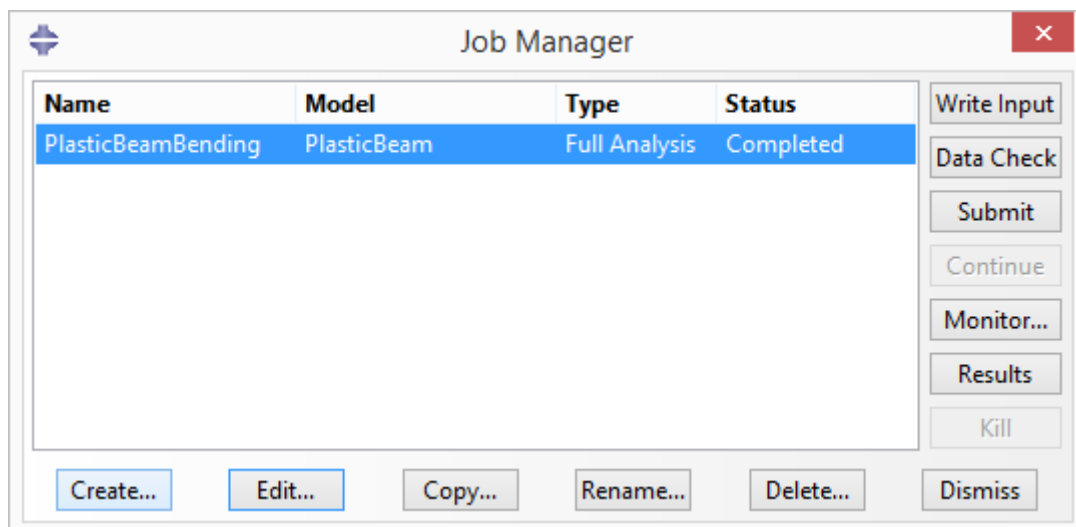 Job Manager
Name Model Type Status
PlasticBeamBending PlasticBeam Full Analysis Completed
Write Input
Data Check
Submit
Continue
Monitor...
Results
Kill
Create... Edit... Copy... Rename... Delete... Dismiss